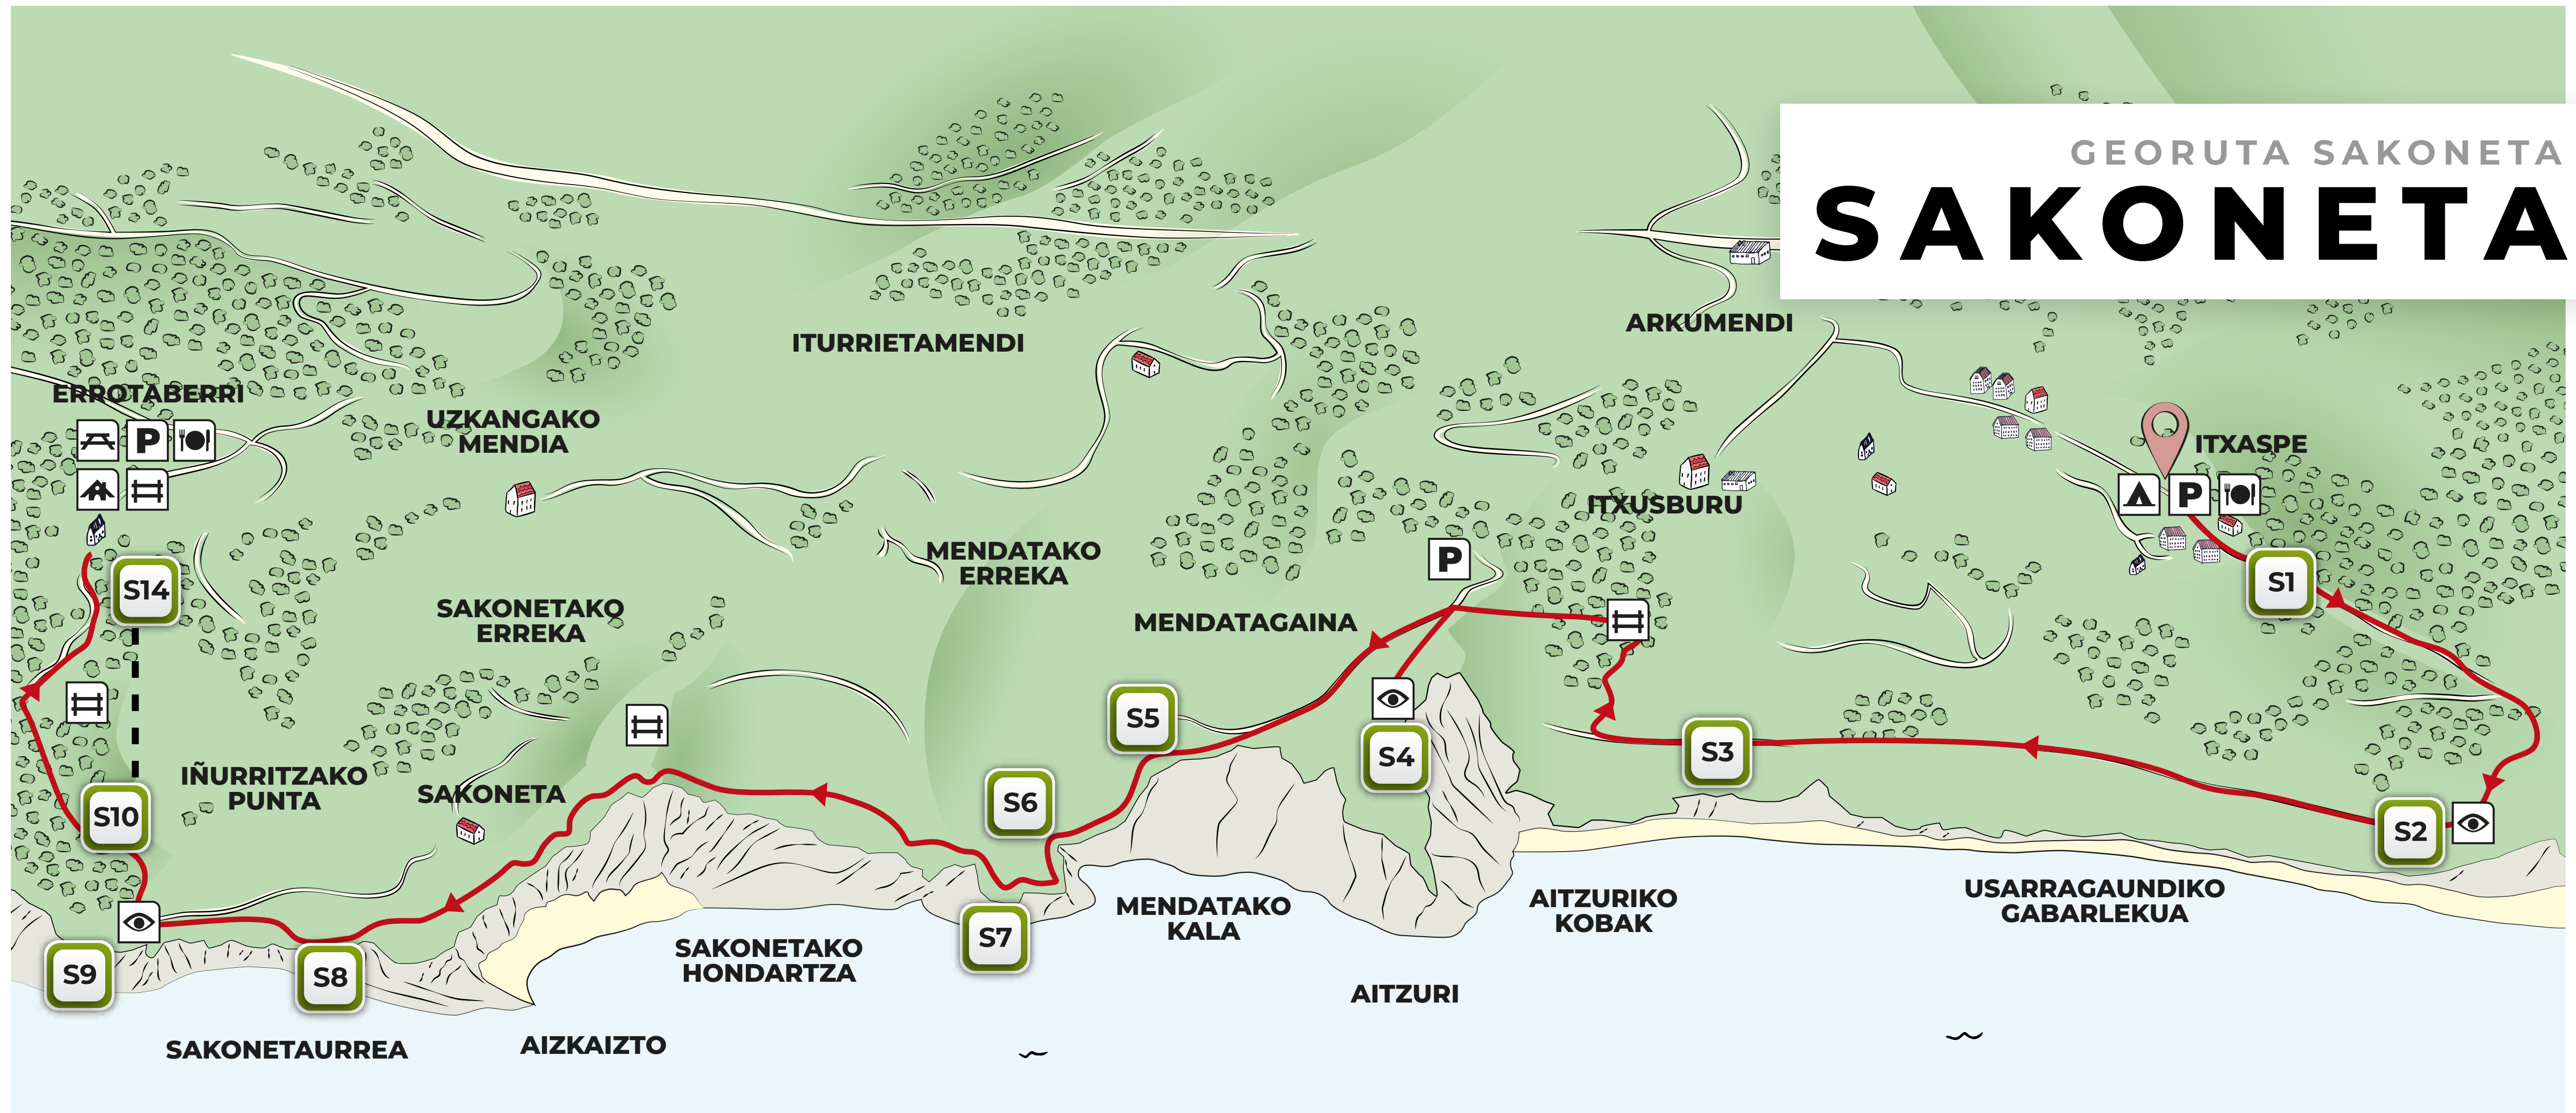 GEORUTA SAKONETA
SAKONETA
ARKUMENDI
ITURRIETAMENDI
ERROTABERRI
P
UZKANGAKO
MENDIA
ITXASPE
P
ITXUSBURU
MENDATAKO
ERREKA
P
S14
S1
SAKONETAKO
ERREKA
MENDATAGAINA
S5
S4
S3
IÑURRITZAKO
PUNTA
SAKONETA
S6
S10
S2
MENDATAKO
KALA
AITZURIKO
KOBAK
USARRAGAUNDIKO
GABARLEKUA
S7
SAKONETAKO
HONDARTZA
S9
S8
AITZURI
SAKONETAURREA
AIZKAIZTO